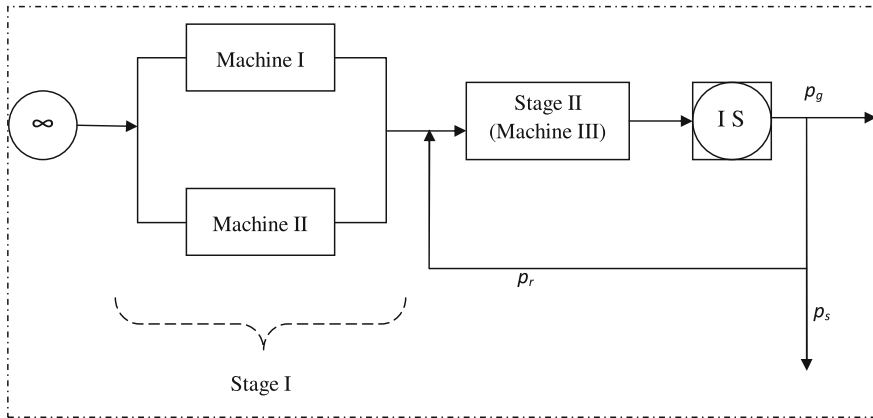 ∞
Machine I
Machine II
Stage II
(Machine III)
I S
p_g
p_r
p_s
Stage I